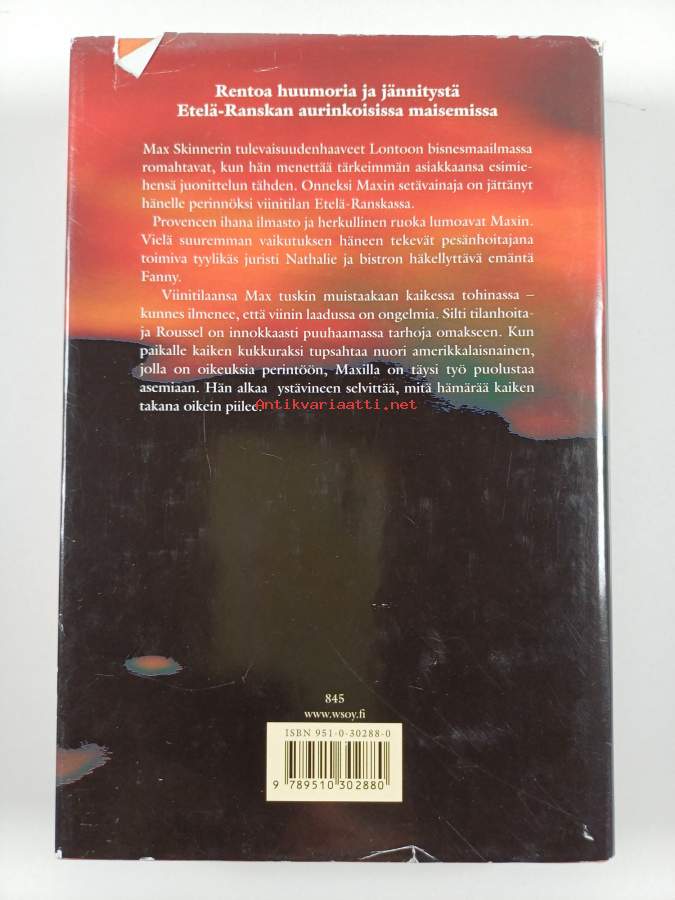 Rentoa huumoria ja jännitystä
Etelä-Ranskan aurinkoisissa maisemissa
Max Skinnerin tulevaisuudenhaaveet Lontoon bisnesmaailmassa
romahtavat, kun hän menettää tärkeimmän asiakkaansa esimie-
hensä juonittelun tähden. Onneksi Maxin setävainaja on jättänyt
hänelle perinnöksi viinitilan Etelä-Ranskassa.
Provencen ihana ilmasto ja herkullinen ruoka lumoavat Maxin.
Vielä suuremman vaikutuksen häneen tekevät pesänhoitajana
toimiva tyylikäs juristi Nathalie ja bistron häkellyttävä emäntä
Fanny.
Viinitilaansa Max tuskin muistaakaan kaikessa tohinassa –
kunnes ilmenee, että viinin laadussa on ongelmia. Silti tilanhoita-
ja Roussel on innokkaasti puuhaamassa tarhoja omakseen. Kun
paikalle kaiken kukkuraksi tupsahtaa nuori amerikkalaisnainen,
jolla on oikeuksia perintöön, Maxilla on täysi työ puolustaa
asemiaan. Hän alkaa ystävineen selvittää, mitä hämärää kaiken
takana oikein piilee
Antikvariaatti.net
845
www.wsoy.fi
ISBN 951-0-30288-0
9 789510 302880